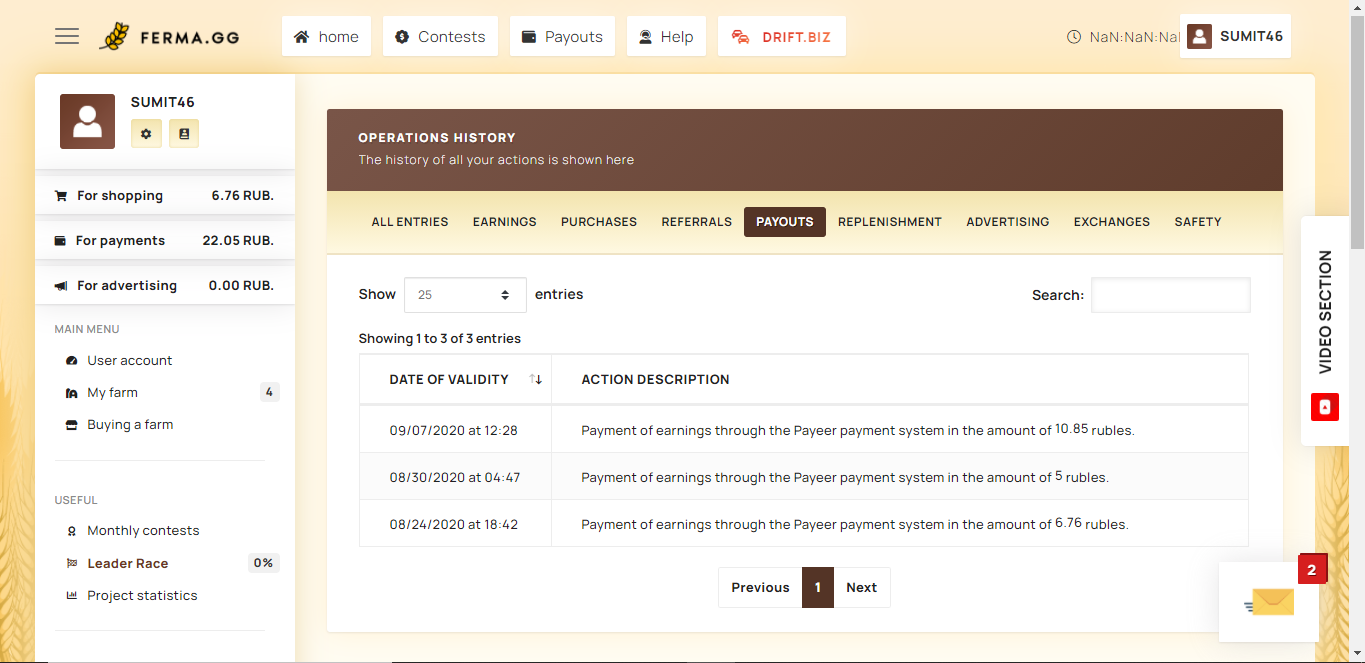 FERMA.GG
home
Contests
Payouts
Help
DRIFT.BIZ
NaN:NaN:NaI
SUMIT46
SUMIT46
For shopping 6.76 RUB.
For payments 22.05 RUB.
For advertising 0.00 RUB.
MAIN MENU
User account
My farm 4
Buying a farm
USEFUL
Monthly contests
Leader Race 0%
Project statistics
OPERATIONS HISTORY
The history of all your actions is shown here
ALL ENTRIES EARNINGS PURCHASES REFERRALS PAYOUTS REPLENISHMENT ADVERTISING EXCHANGES SAFETY
Show 25 entries
Search:
Showing 1 to 3 of 3 entries
DATE OF VALIDITY ACTION DESCRIPTION
09/07/2020 at 12:28 Payment of earnings through the Payeer payment system in the amount of 10.85 rubles.
08/30/2020 at 04:47 Payment of earnings through the Payeer payment system in the amount of 5 rubles.
08/24/2020 at 18:42 Payment of earnings through the Payeer payment system in the amount of 6.76 rubles.
Previous 1 Next
VIDEO SECTION
2